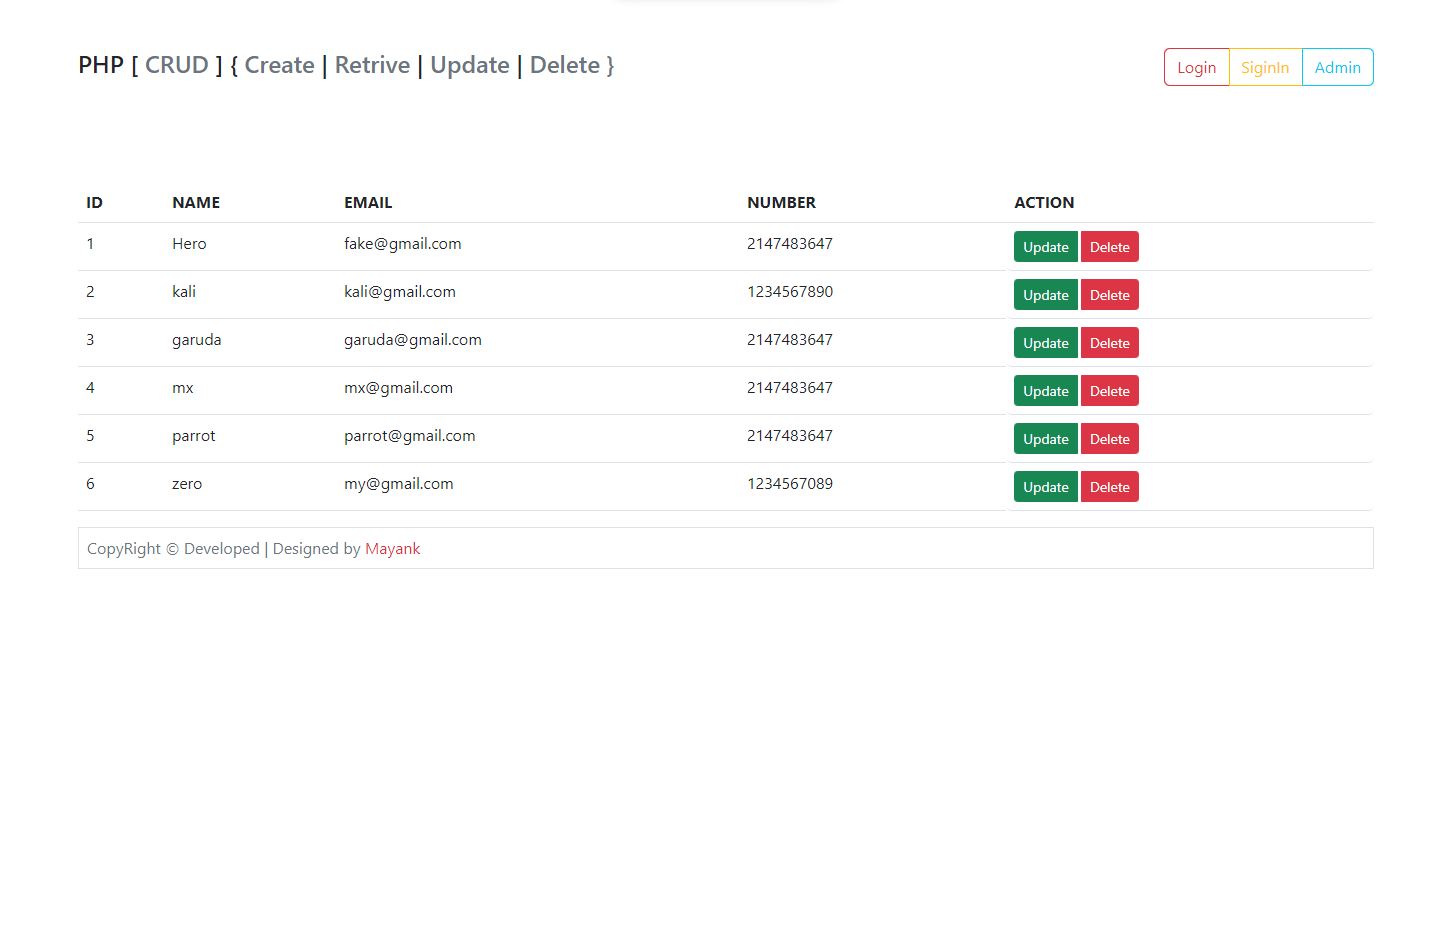 PHP [ CRUD ] { Create | Retrive | Update | Delete }
Login SiginIn Admin
ID NAME EMAIL NUMBER ACTION
1 Hero fake@gmail.com 2147483647 Update Delete
2 kali kali@gmail.com 1234567890 Update Delete
3 garuda garuda@gmail.com 2147483647 Update Delete
4 mx mx@gmail.com 2147483647 Update Delete
5 parrot parrot@gmail.com 2147483647 Update Delete
6 zero my@gmail.com 1234567089 Update Delete
CopyRight © Developed | Designed by Mayank